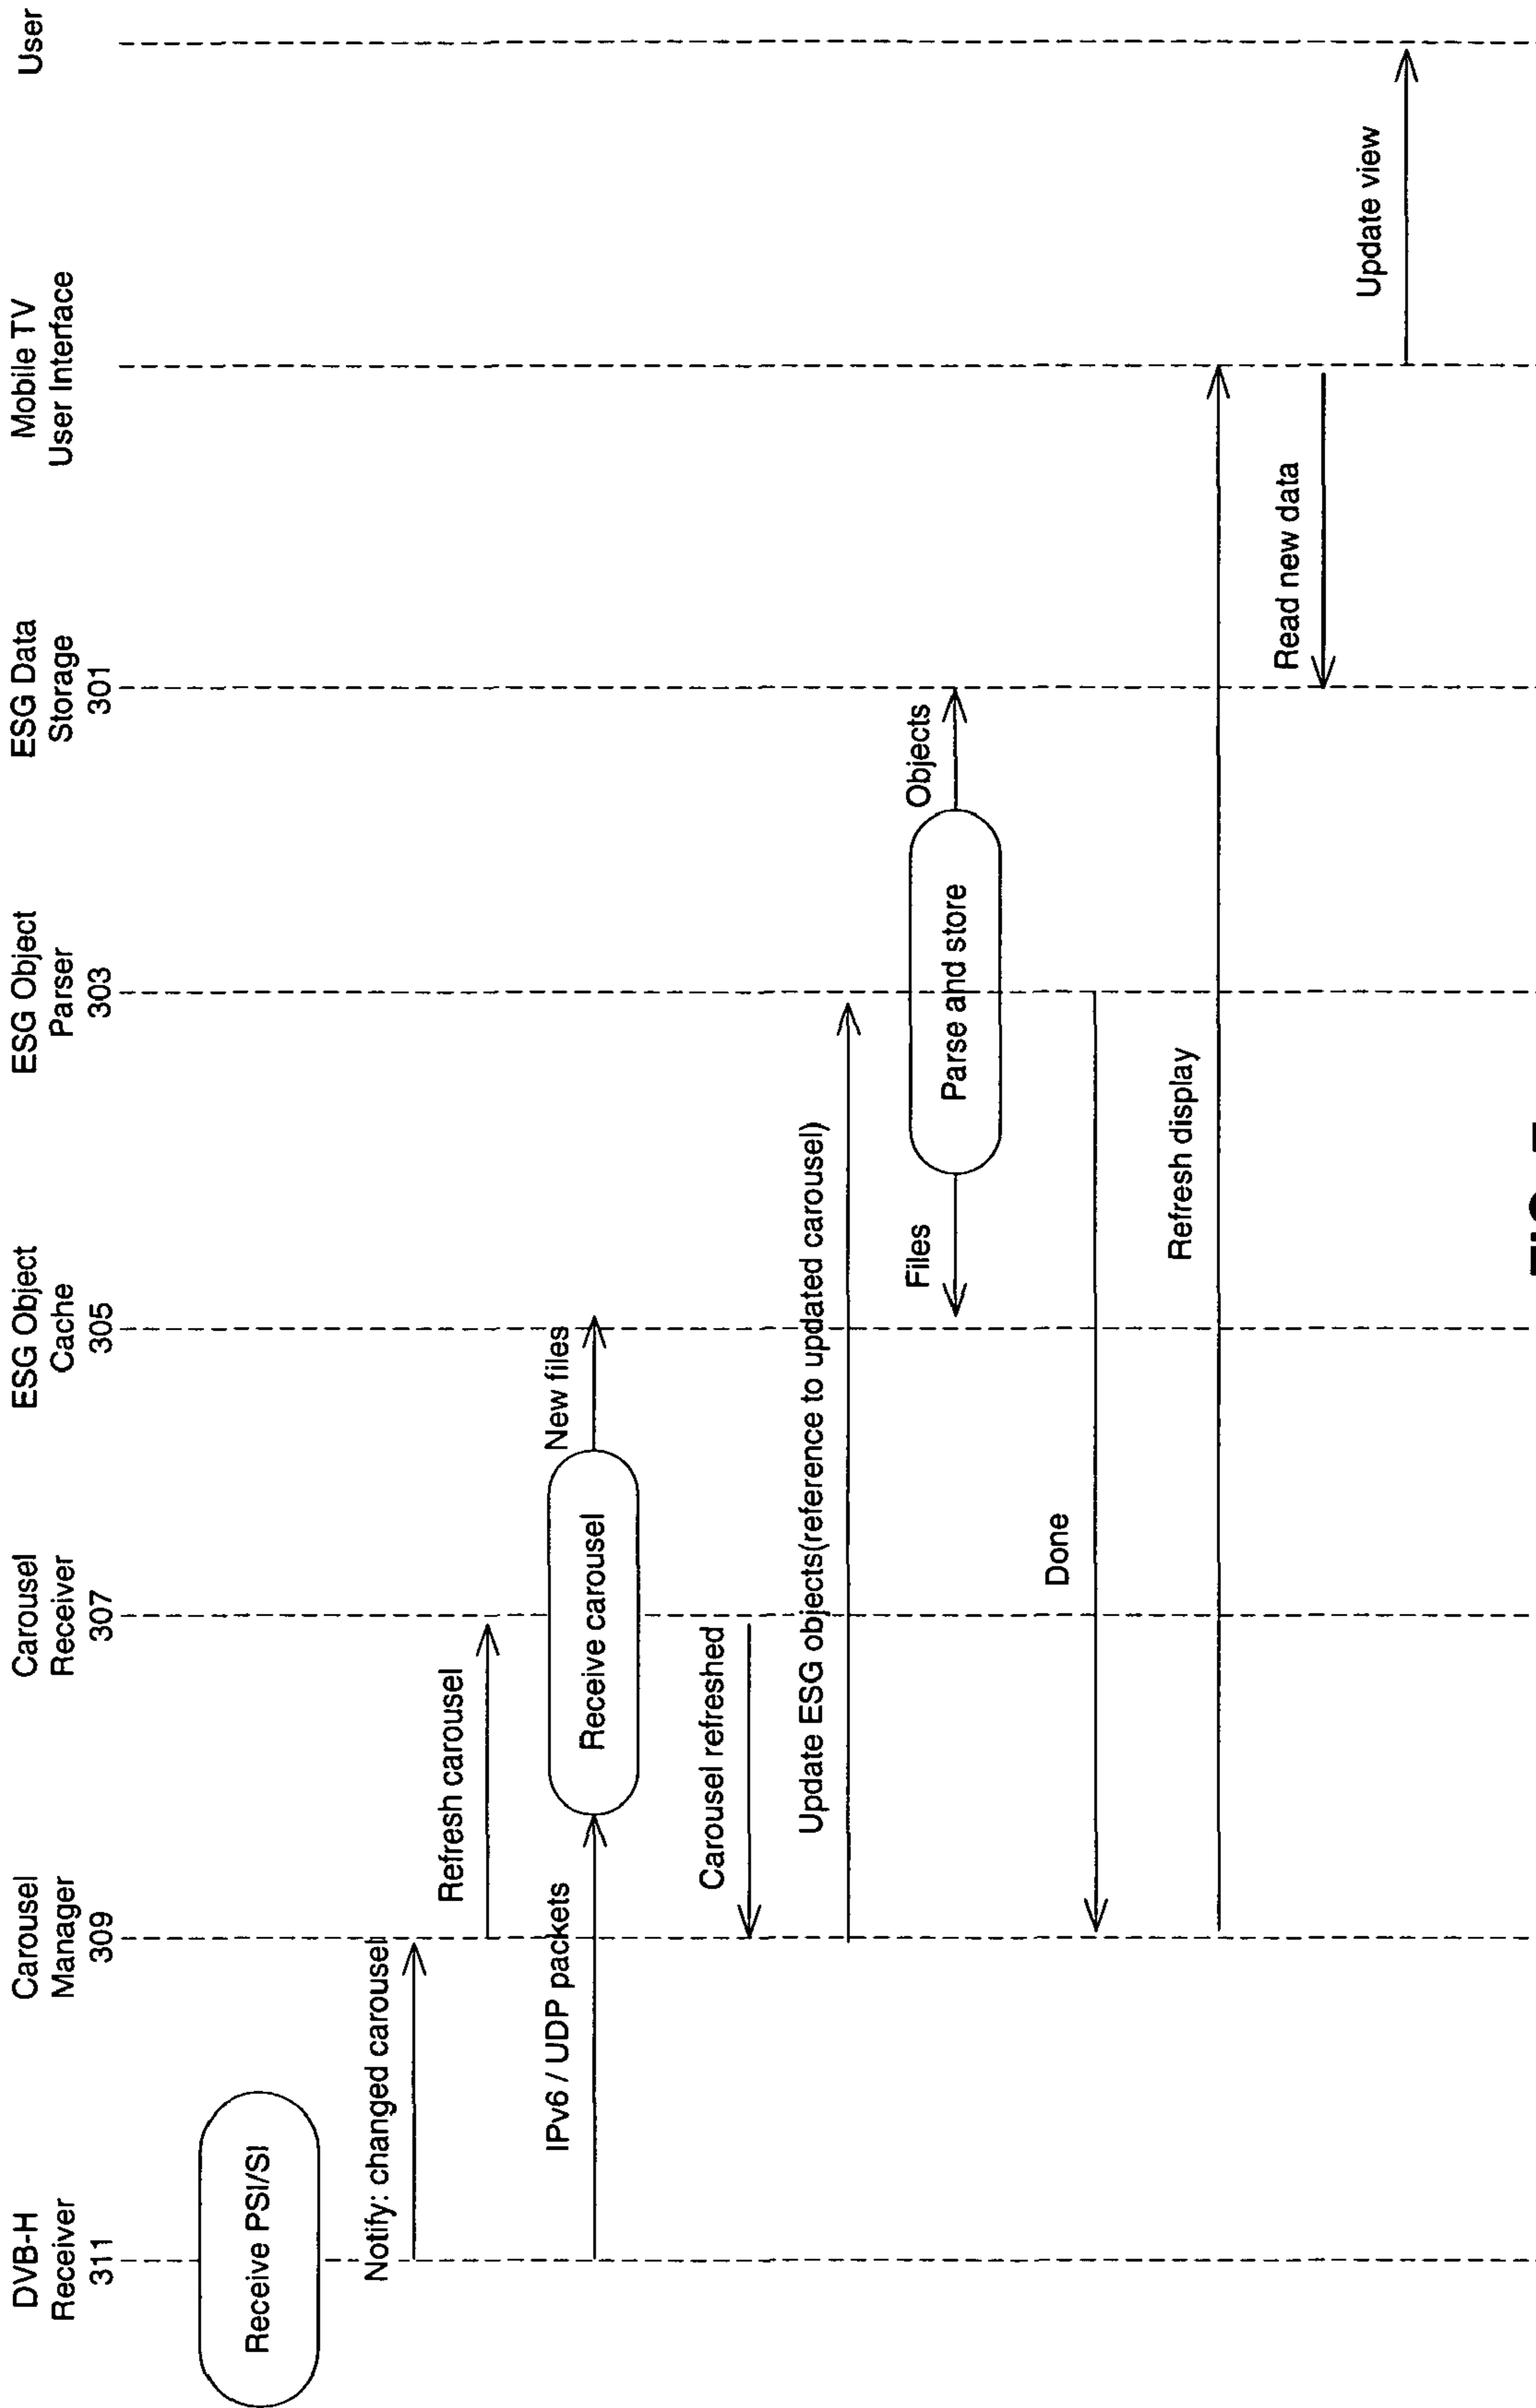 DVB-H
Receiver
311
Carousel
Manager
309
Carousel
Receiver
307
ESG Object
Cache
305
ESG Object
Parser
303
ESG Data
Storage
301
Mobile TV
User Interface
User
Receive PSI/SI
Notify: changed carousel
Refresh carousel
IPv6 / UDP packets
Receive carousel
New files
Carousel refreshed
Update ESG objects(reference to updated carousel)
Files
Parse and store
Objects
Done
Refresh display
Read new data
Update view